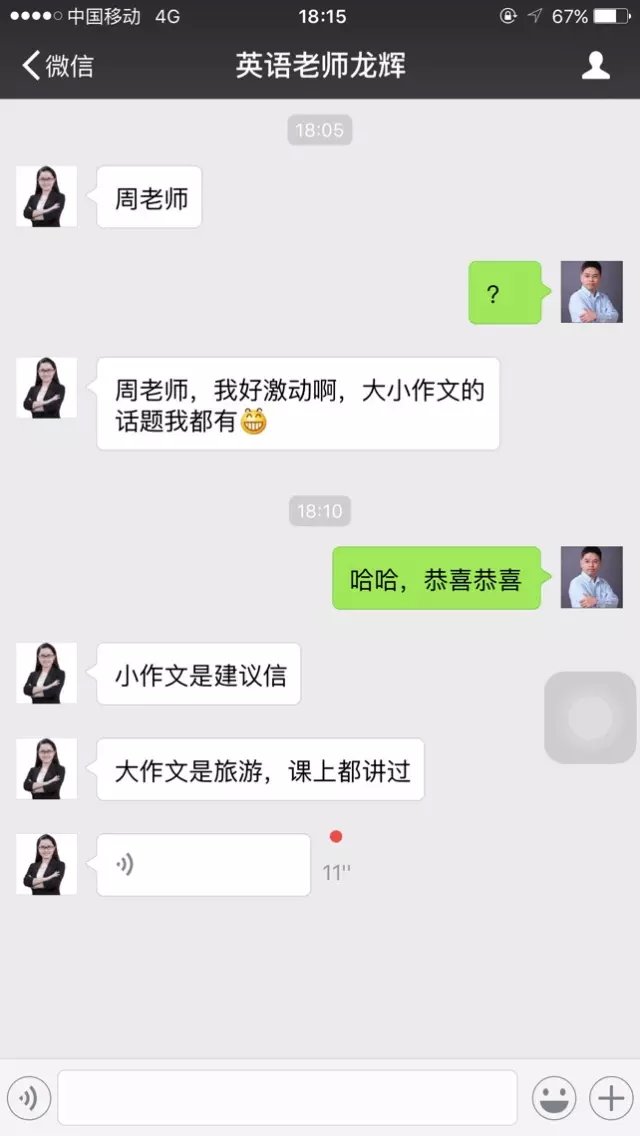 中国移动 4G 18:15 67%
微信 英语老师龙辉
18:05
周老师
?
周老师，我好激动啊，大小作文的
话题我都有😁
18:10
哈哈，恭喜恭喜
小作文是建议信
大作文是旅游，课上都讲过
11"